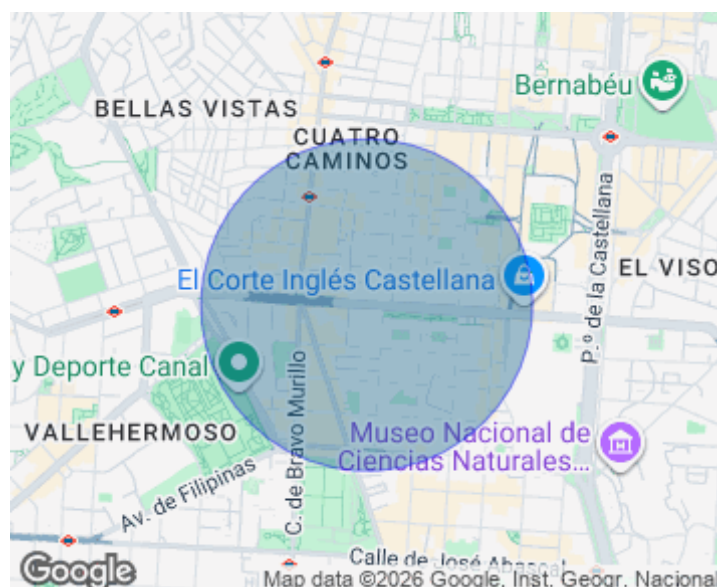 Bernabéu
BELLAS VISTAS
CUATRO
CAMINOS
El Corte Inglés Castellana
EL VISO
P.º de la Castellana
y Deporte Canal
C. de Bravo Murillo
VALLEHERMOSO
Museo Nacional de
Ciencias Naturales...
Av. de Filipinas
Calle de José Abascal
Google
Map data ©2026 Google, Inst. Geogr. Nacional